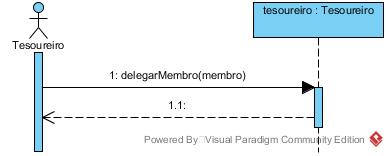 tesoureiro : Tesoureiro
Tesoureiro
1: delegarMembro(membro)
1.1:
Powered By Visual Paradigm Community Edition